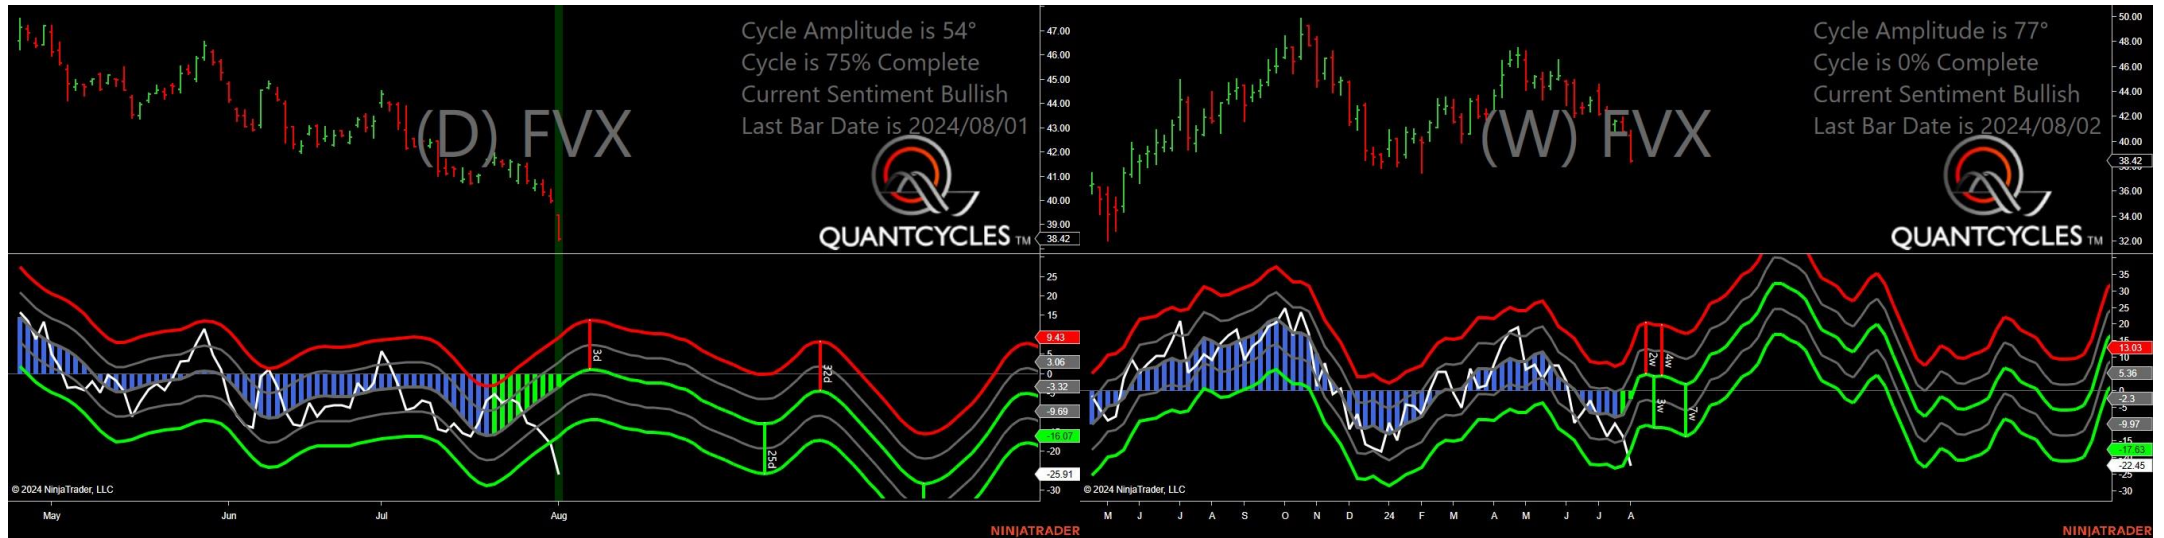 Cycle Amplitude is 54°
Cycle is 75% Complete
Current Sentiment Bullish
Last Bar Date is 2024/08/01
(D) FVX
QUANTCYCLES TM
47.00
46.00
45.00
44.00
43.00
42.00
41.00
40.00
39.00
38.42
25
20
15
9.43
5
3.06
0
-3.32
-9.69
-16.07
-20
-25.91
-30
3d
25d
32d
© 2024 NinjaTrader, LLC
May Jun Jul Aug
NINJATRADER
Cycle Amplitude is 77°
Cycle is 0% Complete
Current Sentiment Bullish
Last Bar Date is 2024/08/02
(W) FVX
QUANTCYCLES TM
50.00
48.00
46.00
44.00
42.00
40.00
38.42
36.00
34.00
32.00
35
30
25
20
13.03
10
5.36
0
-2.3
-5
-9.97
-15
-17.63
-22.45
-25
-30
2w
4w
3w
7w
© 2024 NinjaTrader, LLC
M J J A S O N D 24 F M A M J J A
NINJATRADER